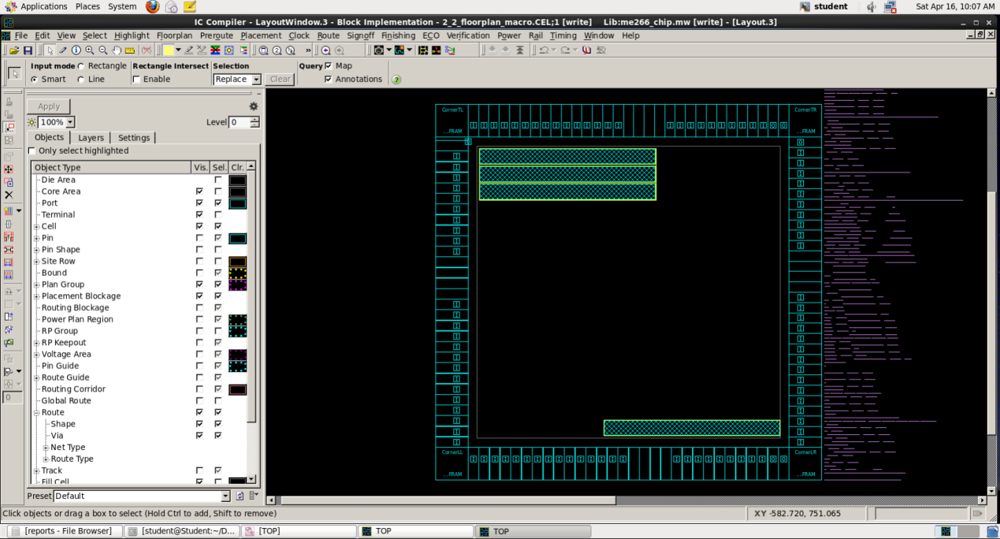 Applications Places System student Sat Apr 16, 10:07 AM
IC Compiler - LayoutWindow.3 - Block Implementation - 2_2_floorplan_macro.CEL;1 [write] Lib:me266_chip.mw [write] - [Layout.3]
File Edit View Select Highlight Floorplan Preroute Placement Clock Route Signoff Finishing ECO Verification Power Rail Timing Window Help
Input mode Rectangle Rectangle Intersect Selection Query Map
Smart Line Enable Replace Clear Annotations
Apply
100% Level 0
Objects Layers Settings
Only select highlighted
Object Type Vis. Sel. Clr.
Die Area
Core Area
Port
Terminal
Cell
Pin
Pin Shape
Site Row
Bound
Plan Group
Placement Blockage
Routing Blockage
Power Plan Region
RP Group
RP Keepout
Voltage Area
Pin Guide
Route Guide
Routing Corridor
Global Route
Route
Shape
Via
Net Type
Route Type
Track
Fill Cell
Preset Default
0
CornerTL CornerTR
...FRAM ...FRAM
CornerLL CornerLR
...FRAM ...FRAM
Click objects or drag a box to select (Hold Ctrl to add, Shift to remove) XY -582.720, 751.065
[reports - File Browser] [student@Student:~/D... [TOP] TOP TOP